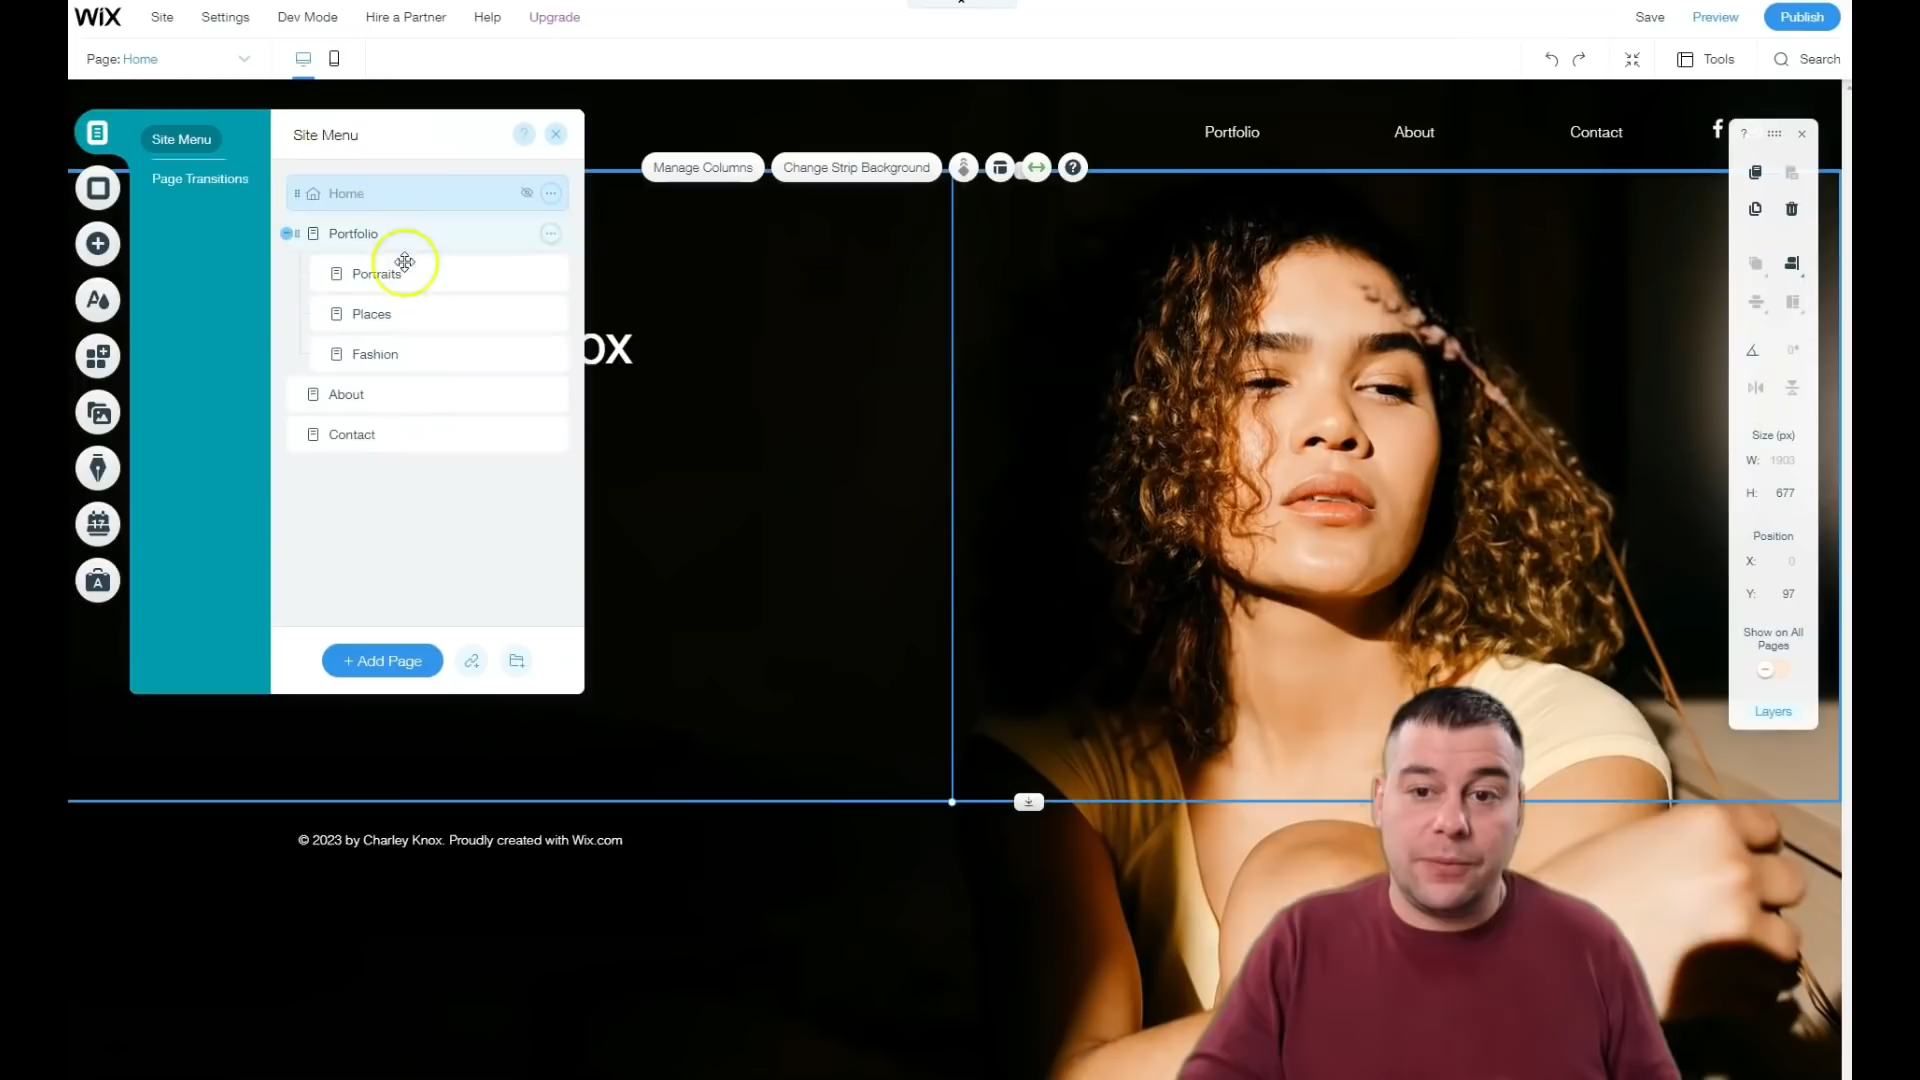 WiX
Site
Settings
Dev Mode
Hire a Partner
Help
Upgrade
Save
Preview
Publish
Page: Home
Tools
Search
Site Menu
Page Transitions
Site Menu
?
Home
Portfolio
Portraits
Places
Fashion
About
Contact
+ Add Page
Manage Columns
Change Strip Background
?
Portfolio
About
Contact
f
ox
?
0°
Size (px)
W: 1903
H: 677
Position
X: 0
Y: 97
Show on All
Pages
Layers
17
A
© 2023 by Charley Knox. Proudly created with Wix.com